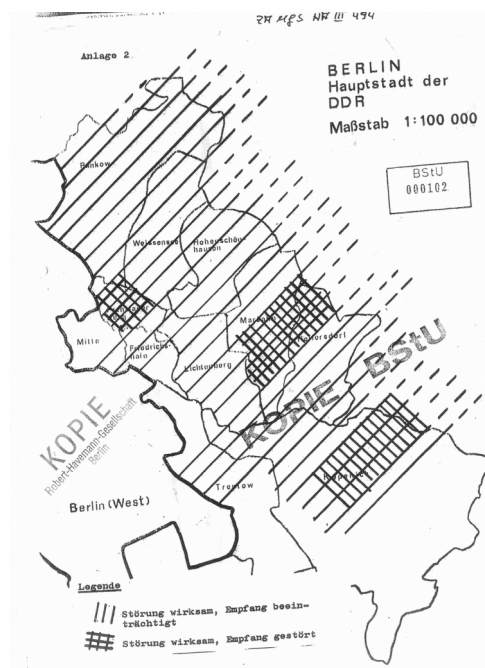 ZA MfS HA III 494
Anlage 2
BERLIN
Hauptstadt der
DDR
Maßstab 1:100 000
BStU
000102
Pankow
Weissensee
Hohenschön-
hausen
Marzahn
Hellersdorf
Mitte
Friedrichs-
hain
Lichtenberg
KOPIE BStU
KOPIE
Robert-Havemann-Gesellschaft
Berlin
Treptow
Köpenick
Berlin (West)
Legende
Störung wirksam, Empfang beein-
trächtigt
Störung wirksam, Empfang gestört